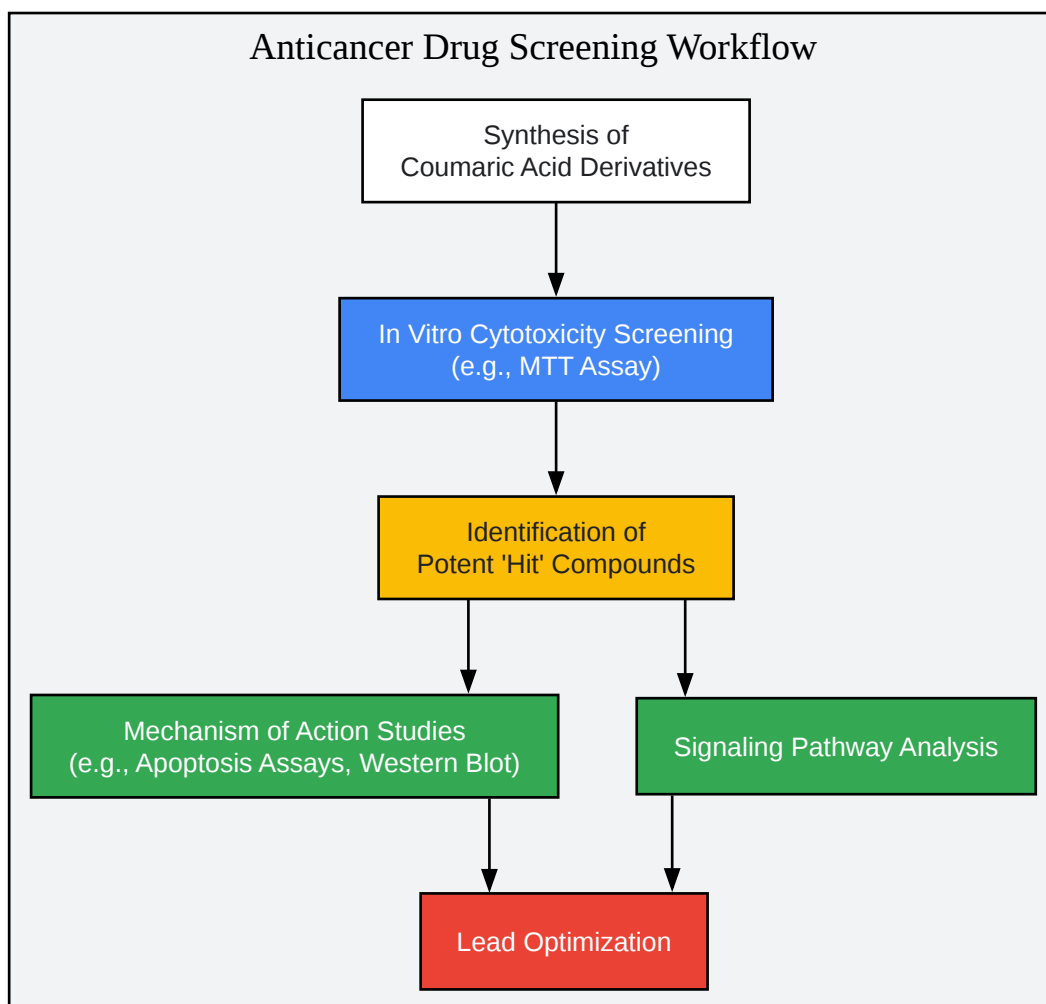 Anticancer Drug Screening Workflow
Synthesis of
Coumaric Acid Derivatives
In Vitro Cytotoxicity Screening
(e.g., MTT Assay)
Identification of
Potent 'Hit' Compounds
Mechanism of Action Studies
(e.g., Apoptosis Assays, Western Blot)
Signaling Pathway Analysis
Lead Optimization